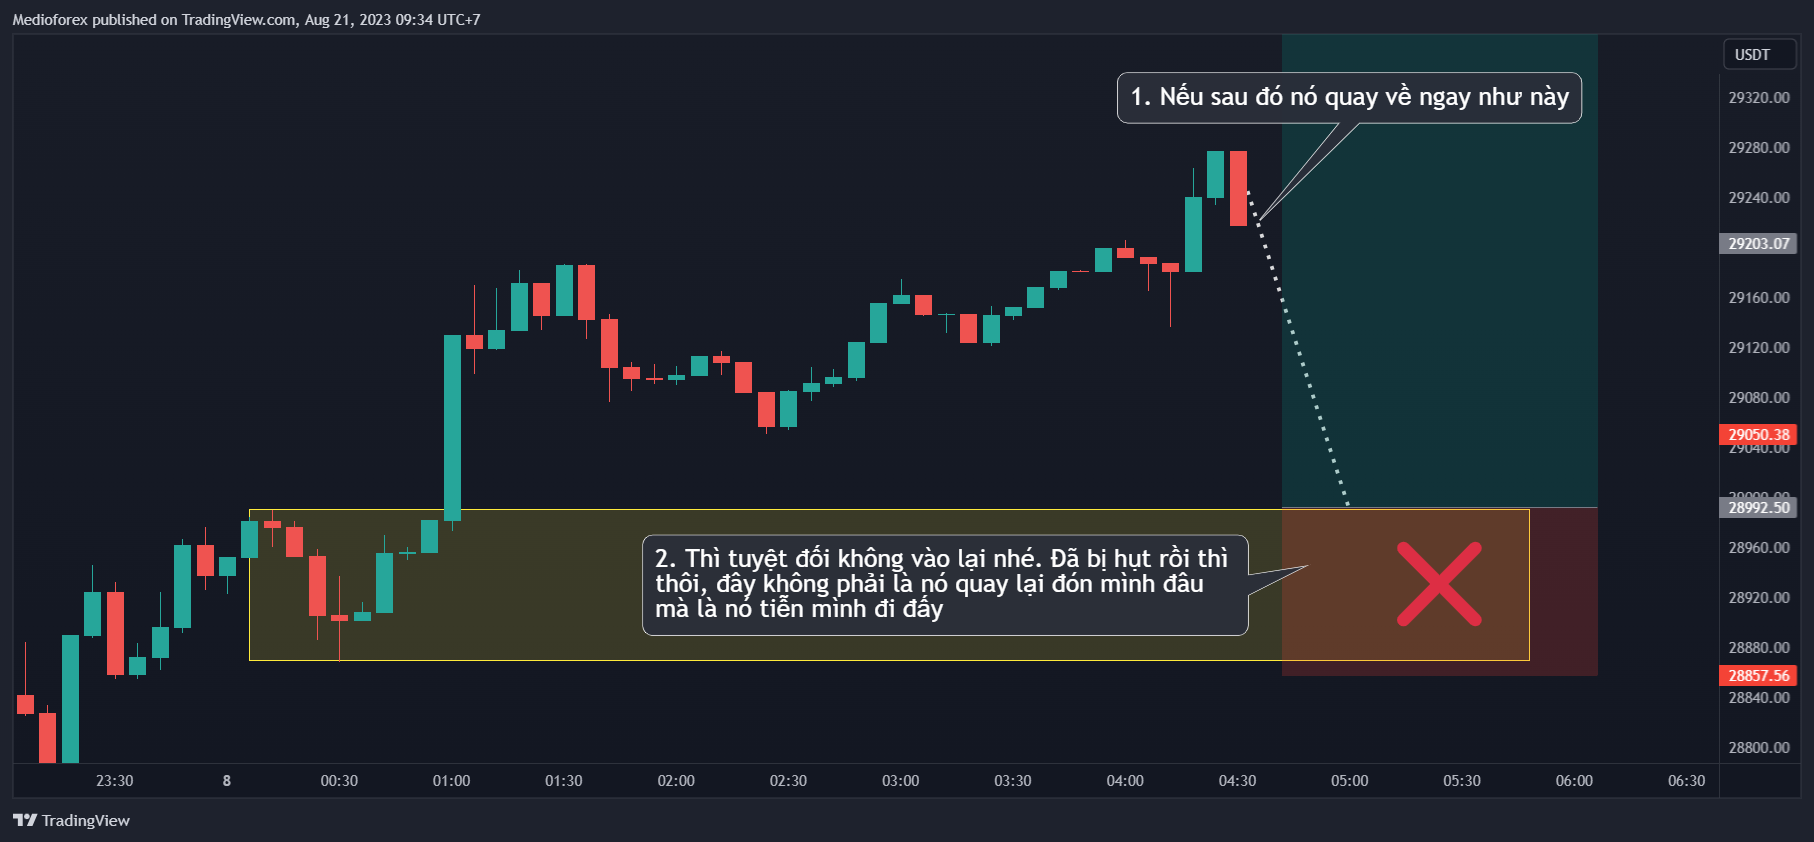 Medioforex published on TradingView.com, Aug 21, 2023 09:34 UTC+7
USDT
1. Nếu sau đó nó quay về ngay như này
29320.00
29280.00
29240.00
29203.07
29160.00
29120.00
29080.00
29050.38
29040.00
29000.00
28992.50
2. Thì tuyệt đối không vào lại nhé. Đã bị hụt rồi thì
thôi, đây không phải là nó quay lại đón mình đâu
mà là nó tiễn mình đi đấy
28960.00
28920.00
28880.00
28857.56
28840.00
28800.00
23:30 8 00:30 01:00 01:30 02:00 02:30 03:00 03:30 04:00 04:30 05:00 05:30 06:00 06:30
TradingView